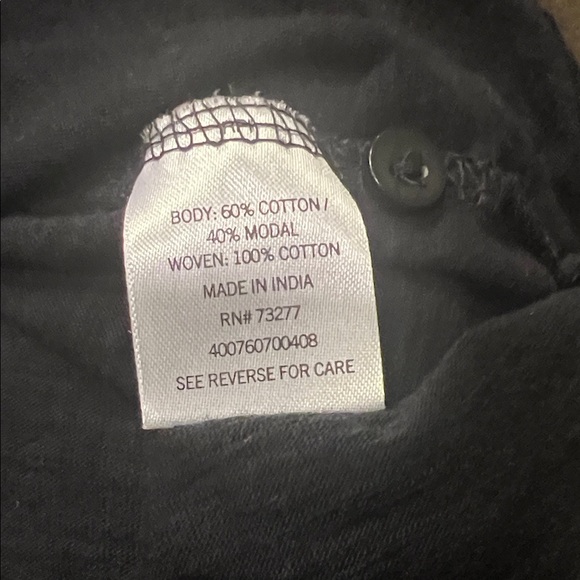 BODY: 60% COTTON /
40% MODAL
WOVEN: 100% COTTON
MADE IN INDIA
RN# 73277
400760700408
SEE REVERSE FOR CARE